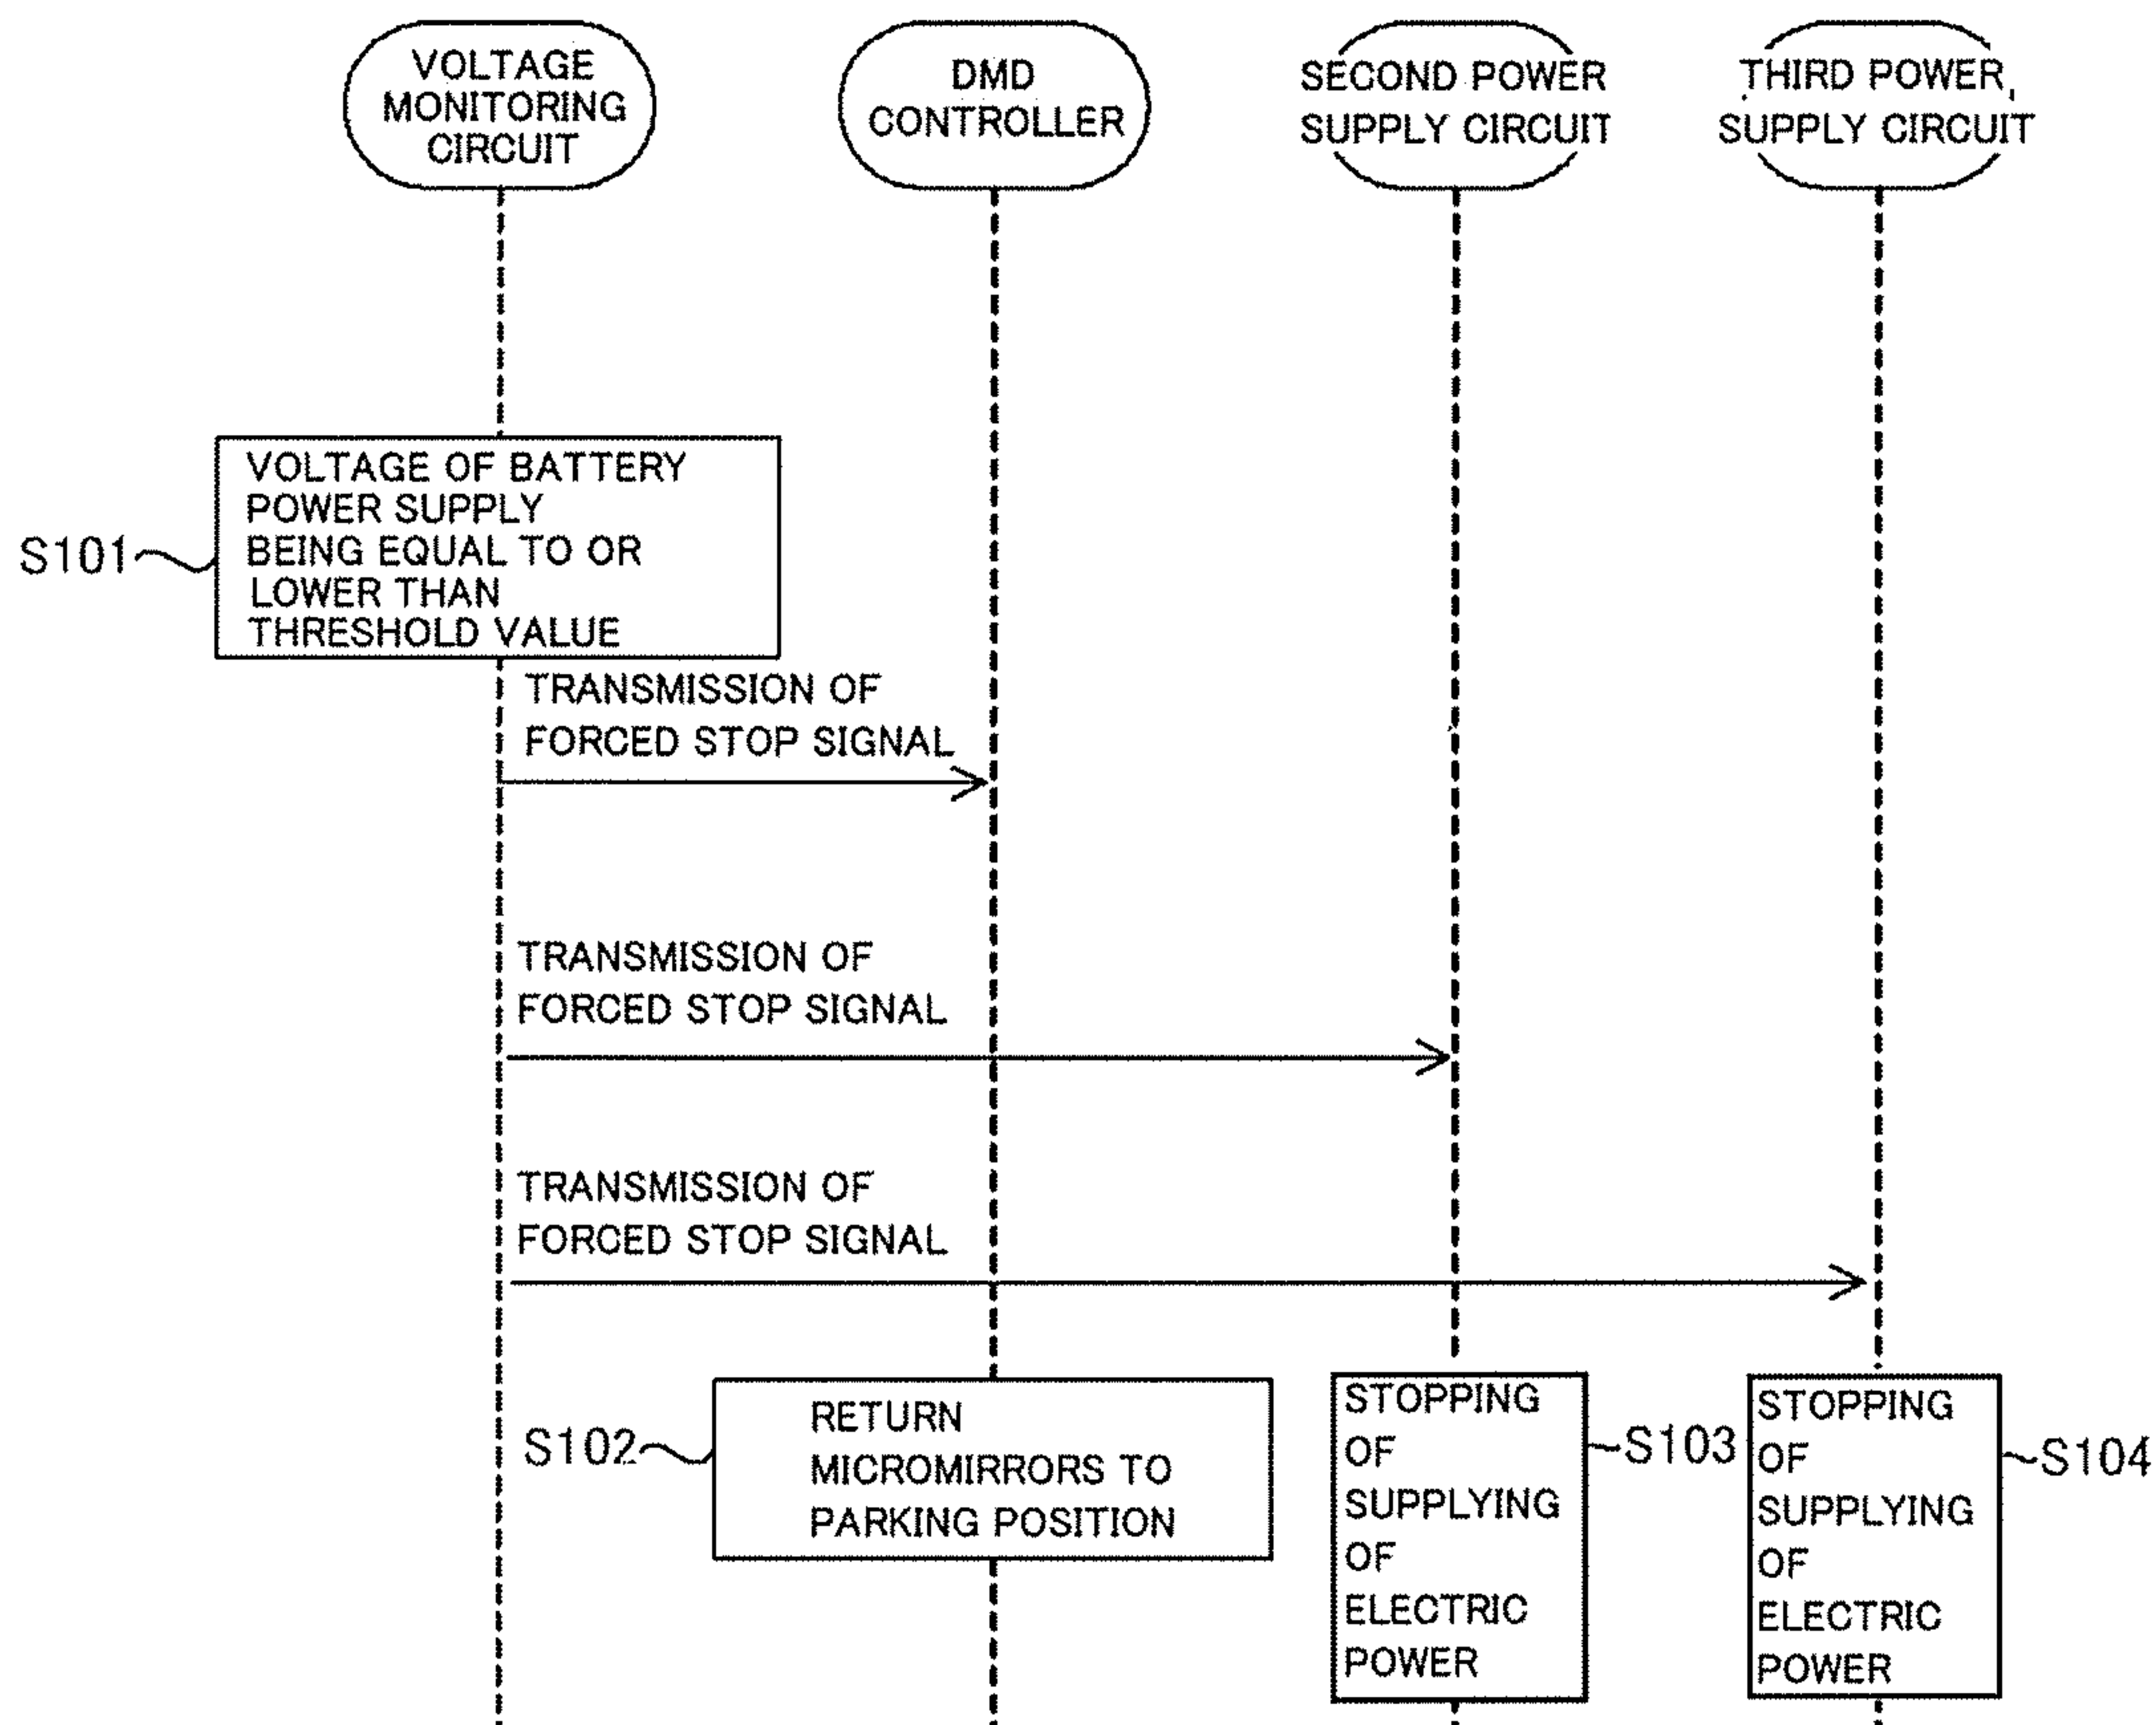 VOLTAGE
MONITORING
CIRCUIT
DMD
CONTROLLER
SECOND POWER
SUPPLY CIRCUIT
THIRD POWER
SUPPLY CIRCUIT
S101
VOLTAGE OF BATTERY
POWER SUPPLY
BEING EQUAL TO OR
LOWER THAN
THRESHOLD VALUE
TRANSMISSION OF
FORCED STOP SIGNAL
TRANSMISSION OF
FORCED STOP SIGNAL
TRANSMISSION OF
FORCED STOP SIGNAL
S102
RETURN
MICROMIRRORS TO
PARKING POSITION
STOPPING
OF
SUPPLYING
OF
ELECTRIC
POWER
S103
STOPPING
OF
SUPPLYING
OF
ELECTRIC
POWER
S104